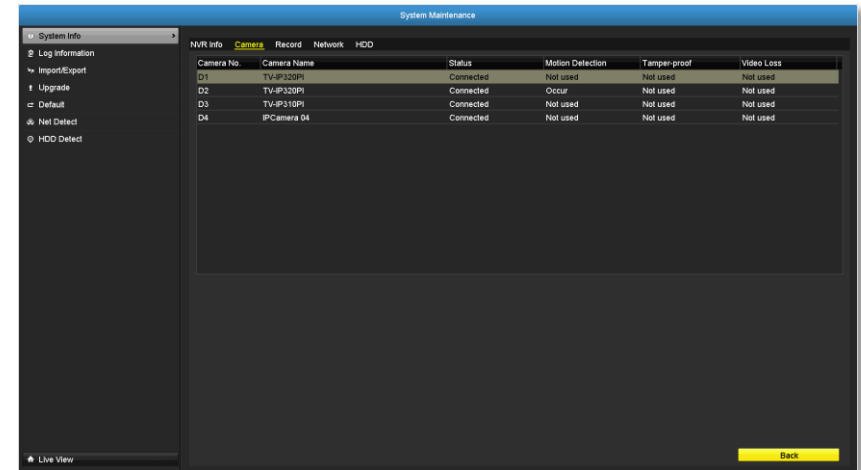 System Maintenance
System Info
Log Information
Import/Export
Upgrade
Default
Net Detect
HDD Detect
Live View
NVR Info Camera Record Network HDD
Camera No. Camera Name Status Motion Detection Tamper-proof Video Loss
D1 TV-IP320PI Connected Not used Not used Not used
D2 TV-IP320PI Connected Occur Not used Not used
D3 TV-IP310PI Connected Not used Not used Not used
D4 IPCamera 04 Connected Not used Not used Not used
Back